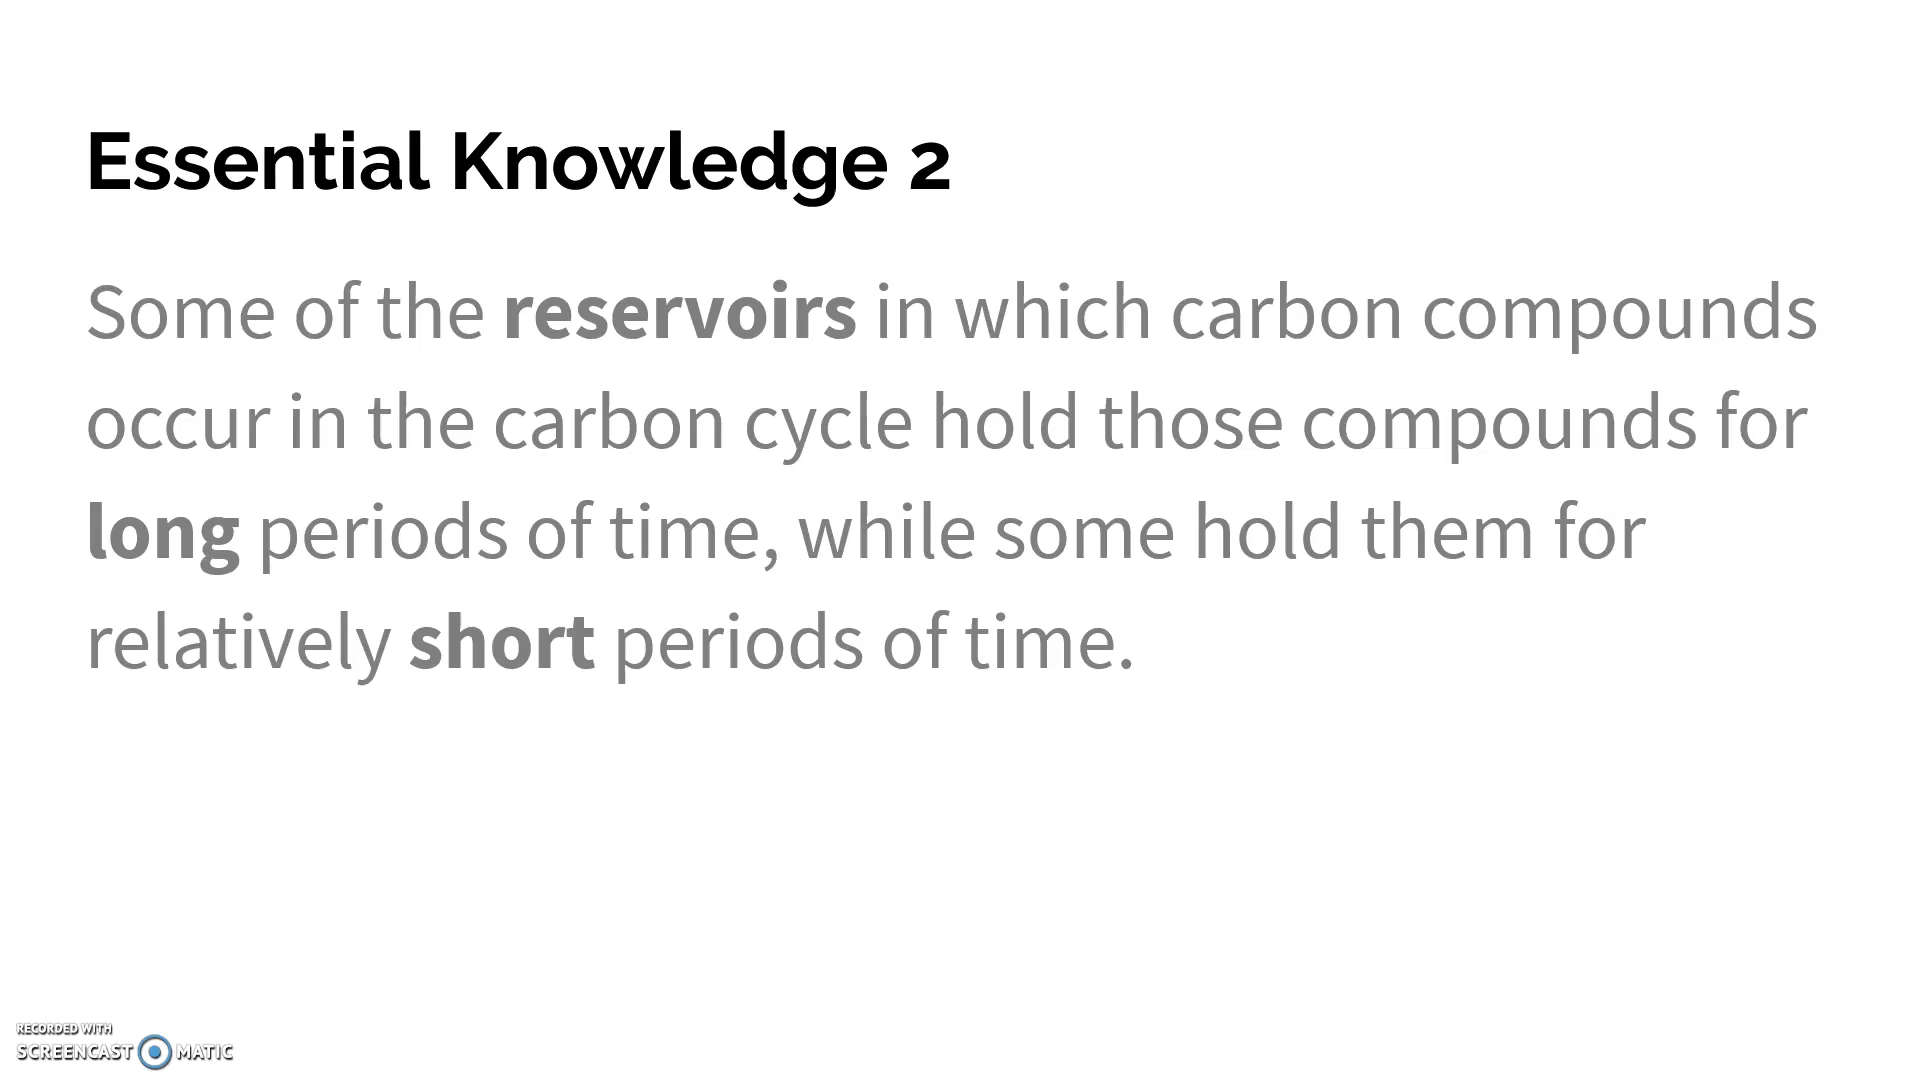 Essential Knowledge 2
Some of the reservoirs in which carbon compounds
occur in the carbon cycle hold those compounds for
long periods of time, while some hold them for
relatively short periods of time.
RECORDED WITH
SCREENCAST MATIC